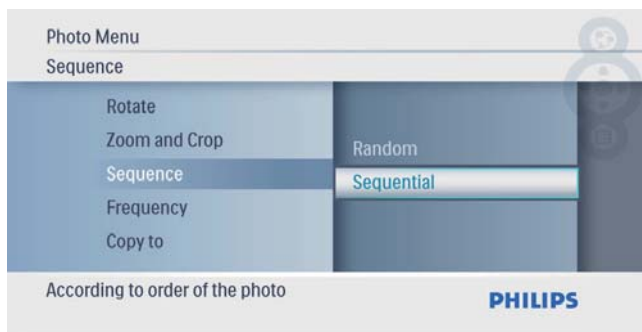 Photo Menu
Sequence
Rotate
Zoom and Crop
Sequence
Frequency
Copy to
Random
Sequential
According to order of the photo
PHILIPS